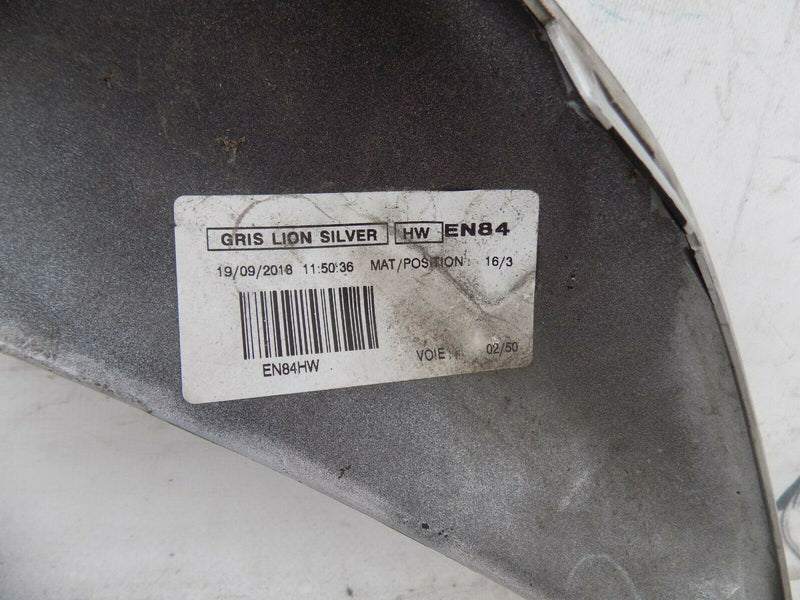 GRIS LION SILVER HW EN84
19/09/2018 11:50:36 MAT/POSITION : 16/3
EN84HW
VOIE : 02/50